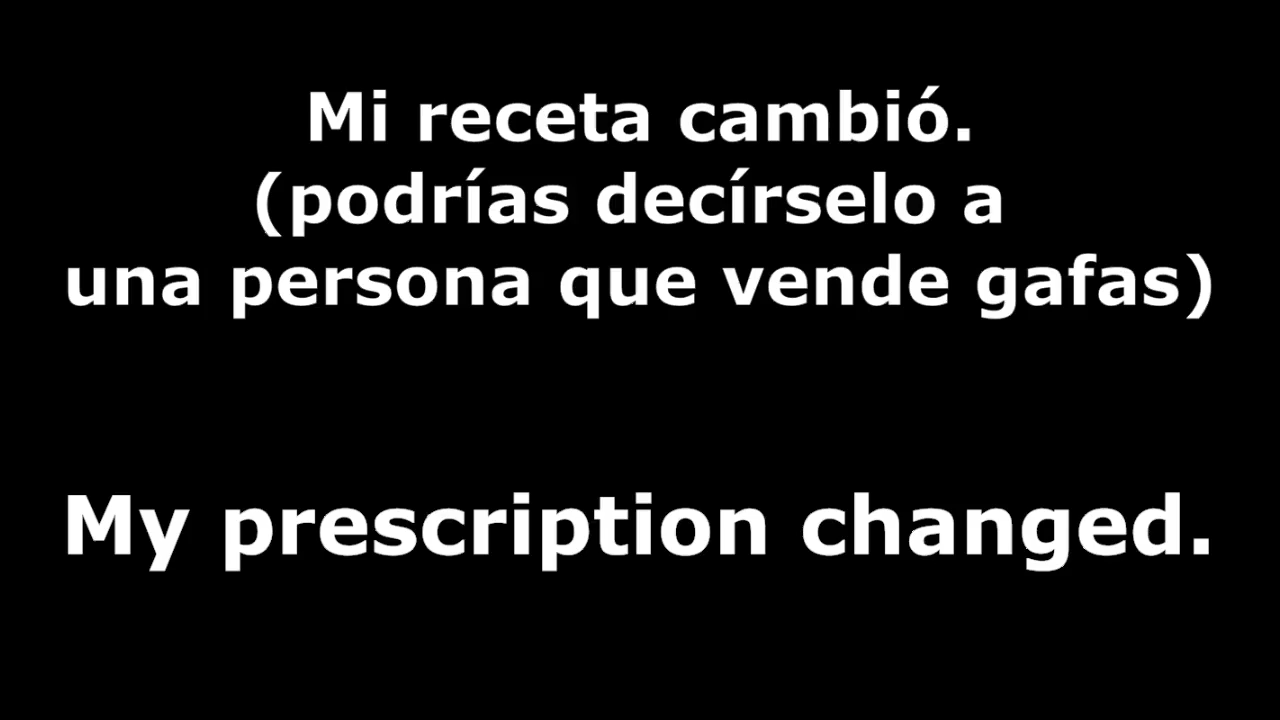 Mi receta cambió.
(podrías decírselo a
una persona que vende gafas)
My prescription changed.